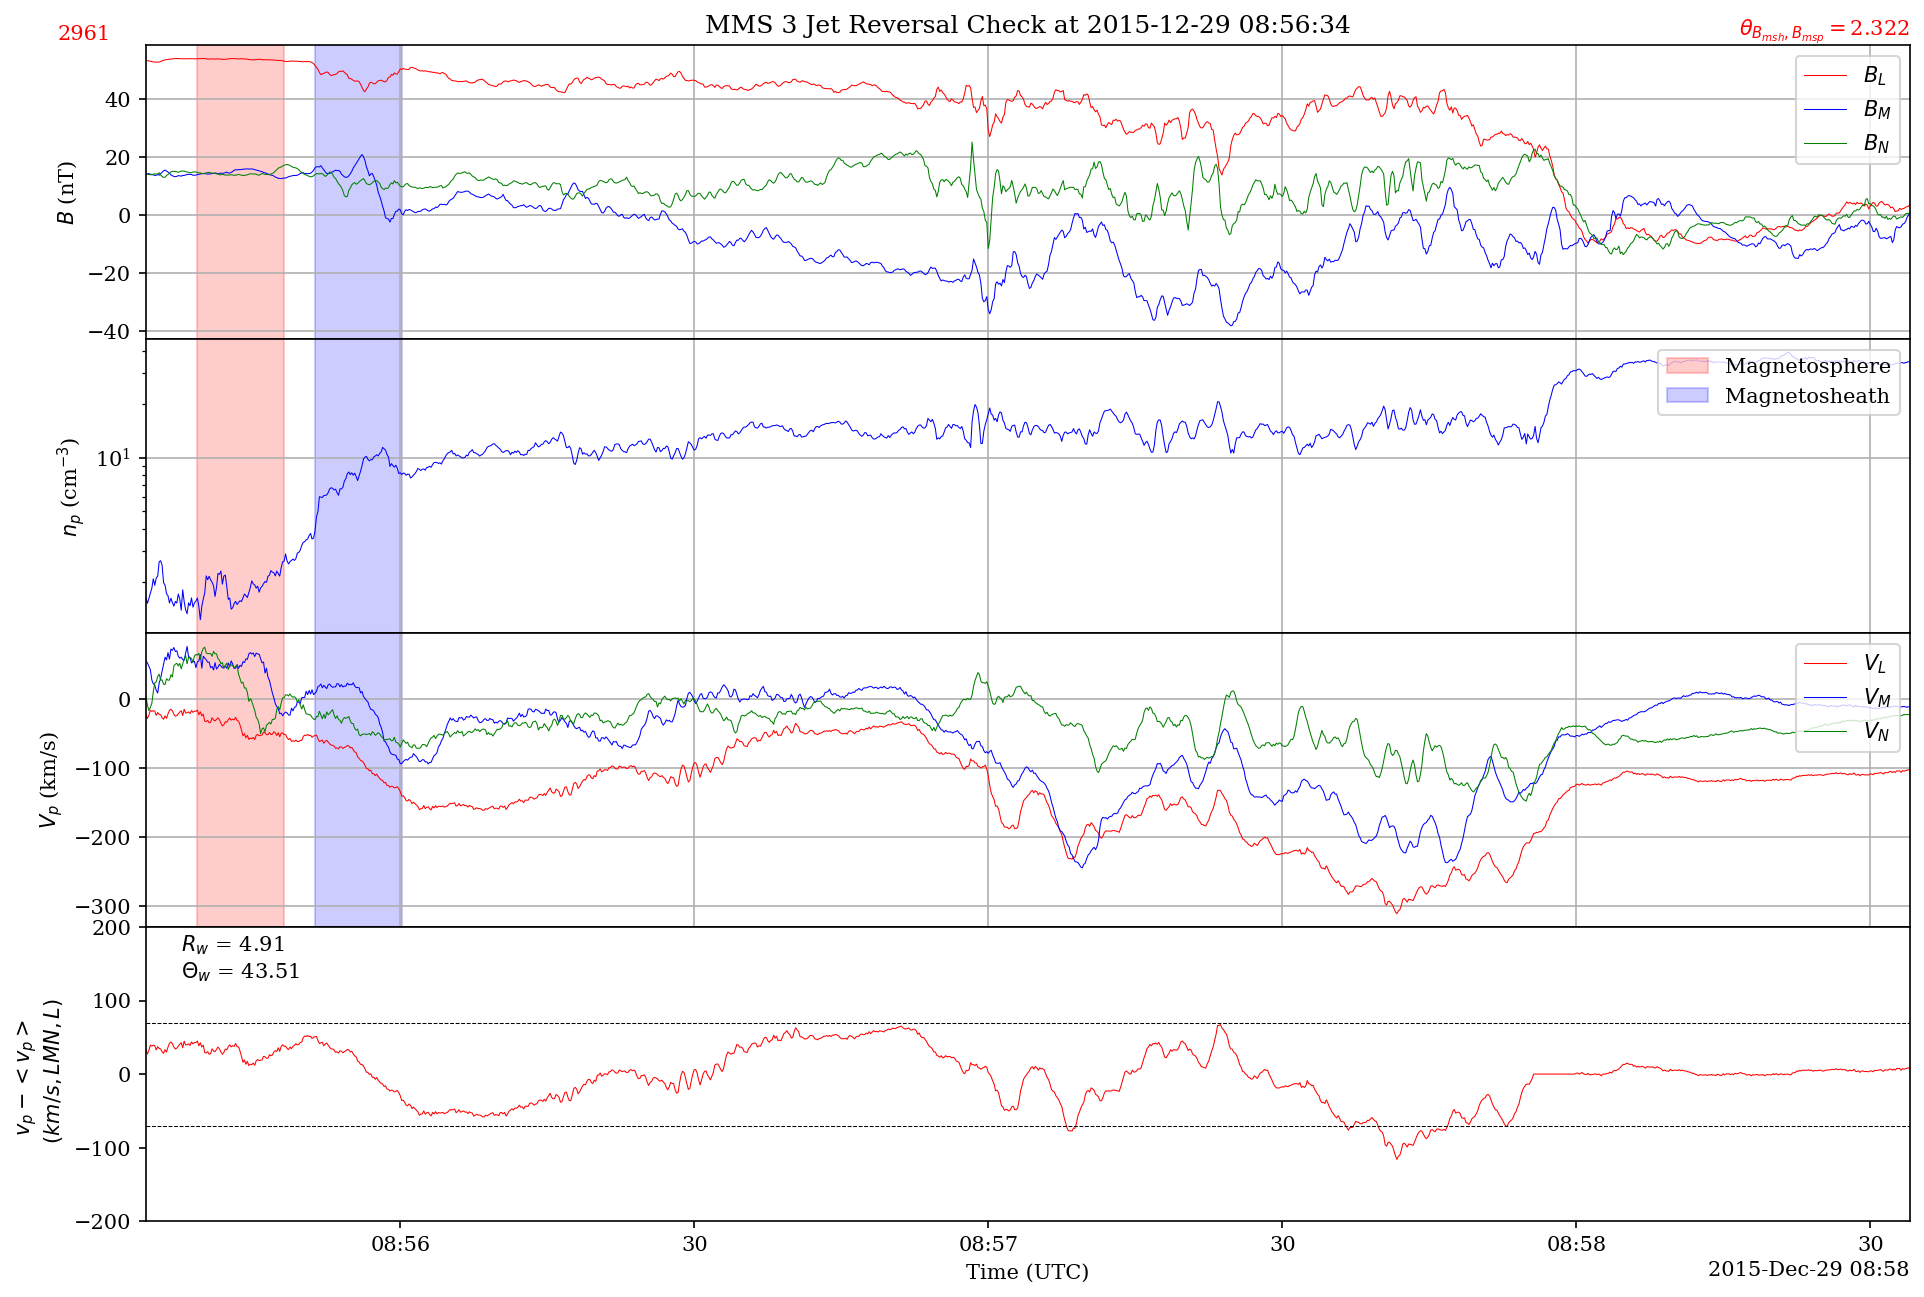 2961
MMS 3 Jet Reversal Check at 2015-12-29 08:56:34
θ_{B_{msh}, B_{msp}} = 2.322
B (nT)
40
20
0
−20
−40
B_L
B_M
B_N
n_p (cm^{−3})
10^1
Magnetosphere
Magnetosheath
V_p (km/s)
0
−100
−200
−300
V_L
V_M
V_N
v_p − < v_p >
(km/s, LMN, L)
200
100
0
−100
−200
R_w = 4.91
Θ_w = 43.51
08:56
30
08:57
30
08:58
30
Time (UTC)
2015-Dec-29 08:58